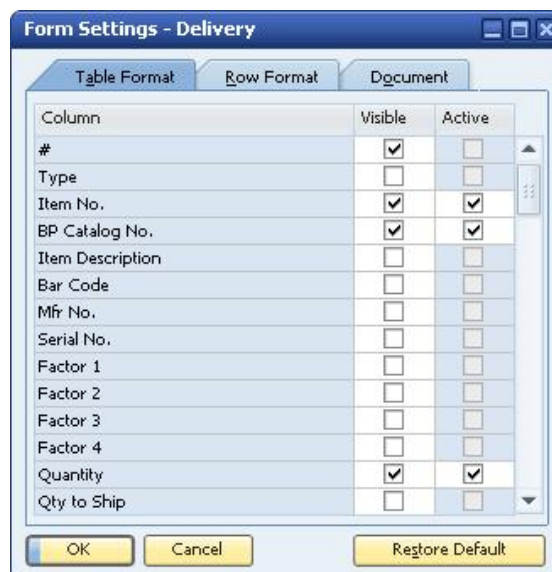 Form Settings - Delivery
Table Format Row Format Document
Column Visible Active
#
Type
Item No.
BP Catalog No.
Item Description
Bar Code
Mfr No.
Serial No.
Factor 1
Factor 2
Factor 3
Factor 4
Quantity
Qty to Ship
OK Cancel Restore Default